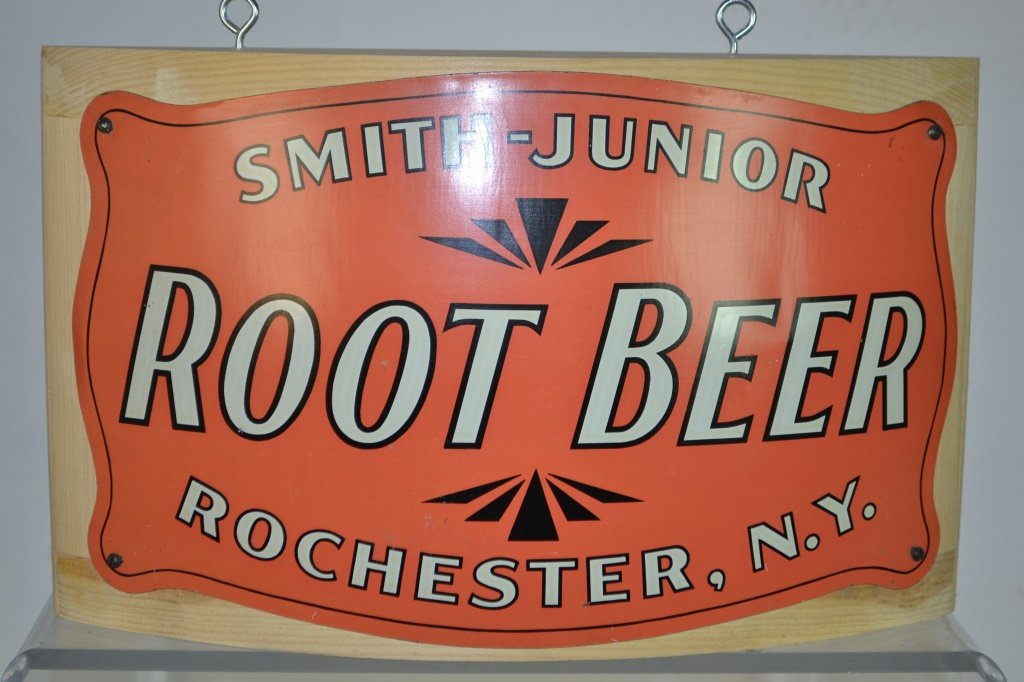 SMITH-JUNIOR
ROOT BEER
ROCHESTER, N.Y.